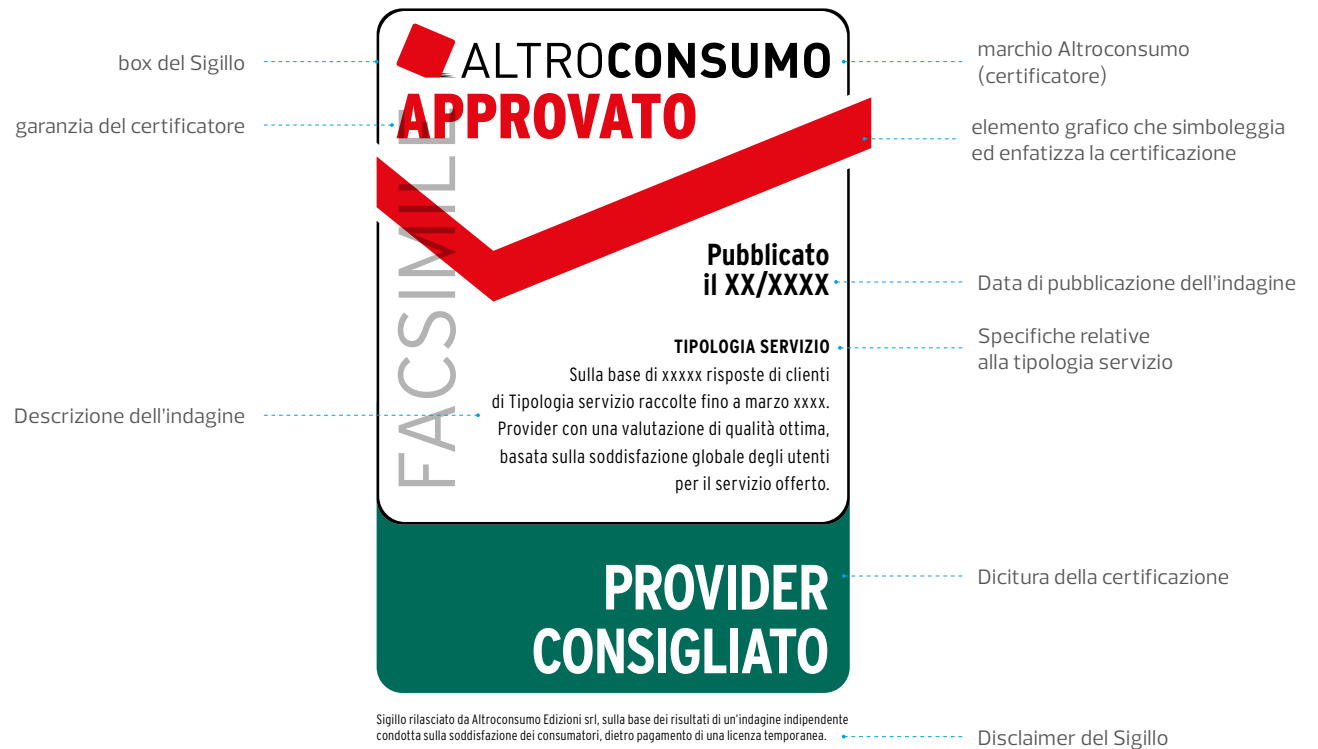 box del Sigillo
garanzia del certificatore
Descrizione dell'indagine
ALTROCONSUMO
APPROVATO
FACSIMILE
Pubblicato
il XX/XXXX
TIPOLOGIA SERVIZIO
Sulla base di xxxxx risposte di clienti
di Tipologia servizio raccolte fino a marzo xxxx.
Provider con una valutazione di qualità ottima,
basata sulla soddisfazione globale degli utenti
per il servizio offerto.
PROVIDER
CONSIGLIATO
Sigillo rilasciato da Altroconsumo Edizioni srl, sulla base dei risultati di un'indagine indipendente
condotta sulla soddisfazione dei consumatori, dietro pagamento di una licenza temporanea.
marchio Altroconsumo
(certificatore)
elemento grafico che simboleggia
ed enfatizza la certificazione
Data di pubblicazione dell'indagine
Specifiche relative
alla tipologia servizio
Dicitura della certificazione
Disclaimer del Sigillo